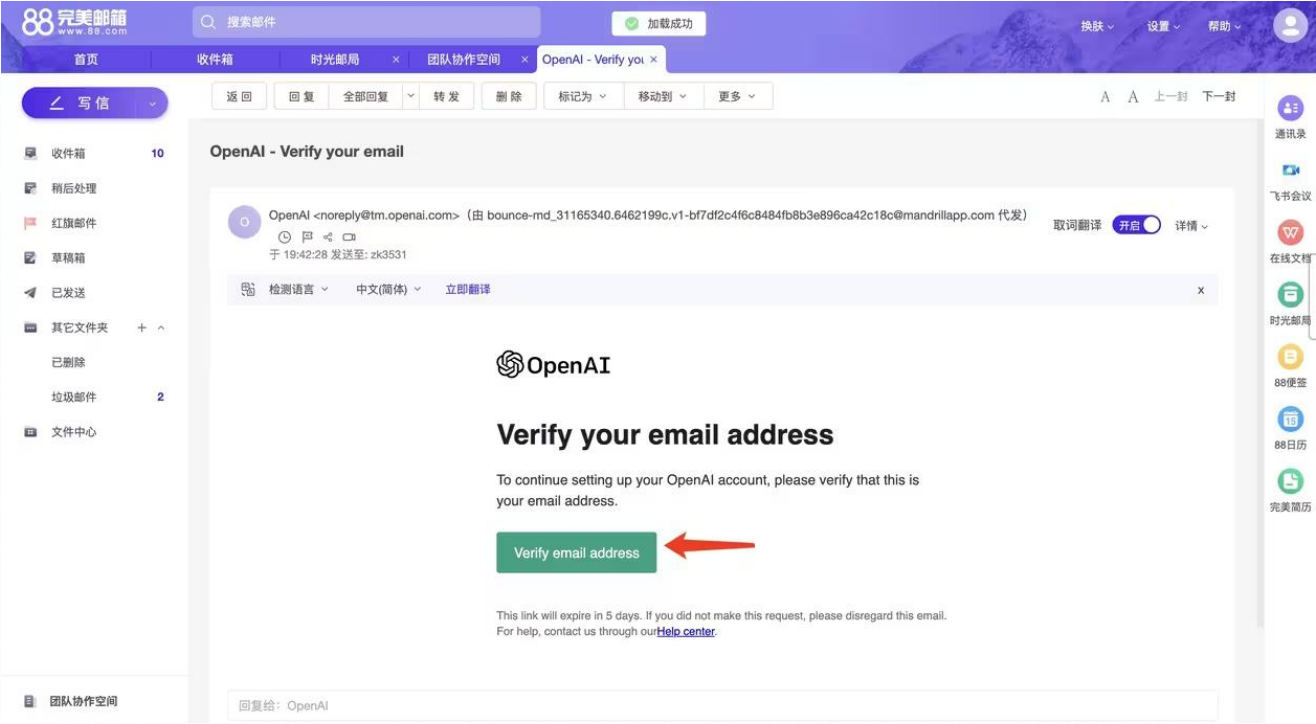 88 完美邮箱
www.88.com
搜索邮件
加载成功
换肤
设置
帮助
首页
收件箱
时光邮局 ×
团队协作空间 ×
OpenAI - Verify you ×
写信
返回
回复
全部回复
转发
删除
标记为
移动到
更多
A A 上一封 下一封
收件箱 10
稍后处理
红旗邮件
草稿箱
已发送
其它文件夹 +
已删除
垃圾邮件 2
文件中心
团队协作空间
OpenAI - Verify your email
O
OpenAI <noreply@tm.openai.com>（由 bounce-md_31165340.6462199c.v1-bf7df2c4f6c8484fb8b3e896ca42c18c@mandrillapp.com 代发）
于 19:42:28 发送至: zk3531
取词翻译 开启 详情
检测语言 中文(简体) 立即翻译 x
OpenAI
Verify your email address
To continue setting up your OpenAI account, please verify that this is
your email address.
Verify email address
This link will expire in 5 days. If you did not make this request, please disregard this email.
For help, contact us through ourHelp center.
回复给：OpenAI
通讯录
飞书会议
在线文档
时光邮局
88便签
15
88日历
完美简历